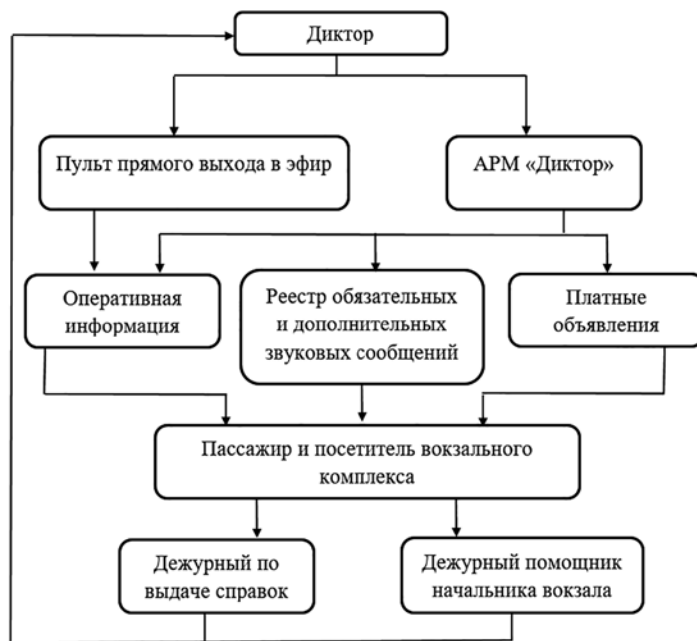 Диктор
Пульт прямого выхода в эфир
АРМ «Диктор»
Оперативная
информация
Реестр обязательных
и дополнительных
звуковых сообщений
Платные
объявления
Пассажир и посетитель вокзального
комплекса
Дежурный по
выдаче справок
Дежурный помощник
начальника вокзала